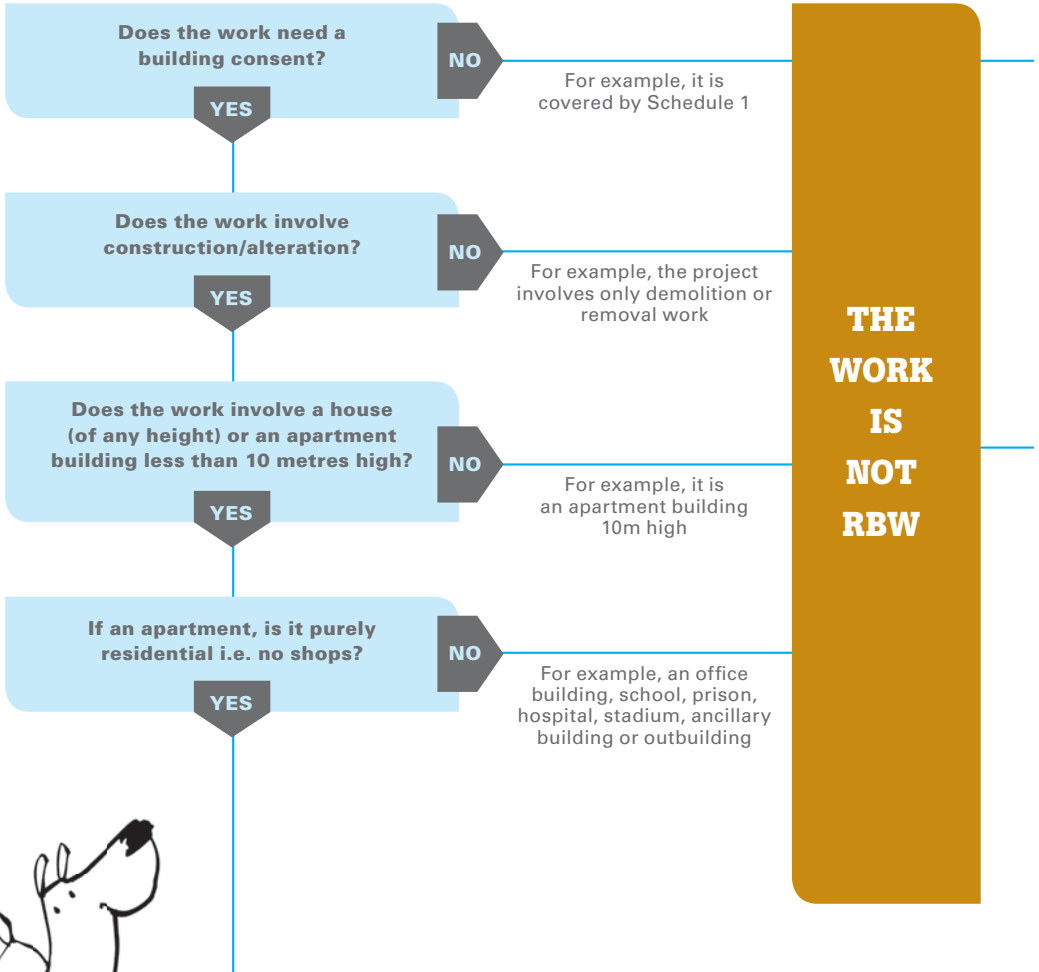 Does the work need a
building consent?
NO
For example, it is
covered by Schedule 1
YES
Does the work involve
construction/alteration?
NO
For example, the project
involves only demolition or
removal work
YES
Does the work involve a house
(of any height) or an apartment
building less than 10 metres high?
NO
For example, it is
an apartment building
10m high
YES
If an apartment, is it purely
residential i.e. no shops?
NO
For example, an office
building, school, prison,
hospital, stadium, ancillary
building or outbuilding
YES
THE
WORK
IS
NOT
RBW